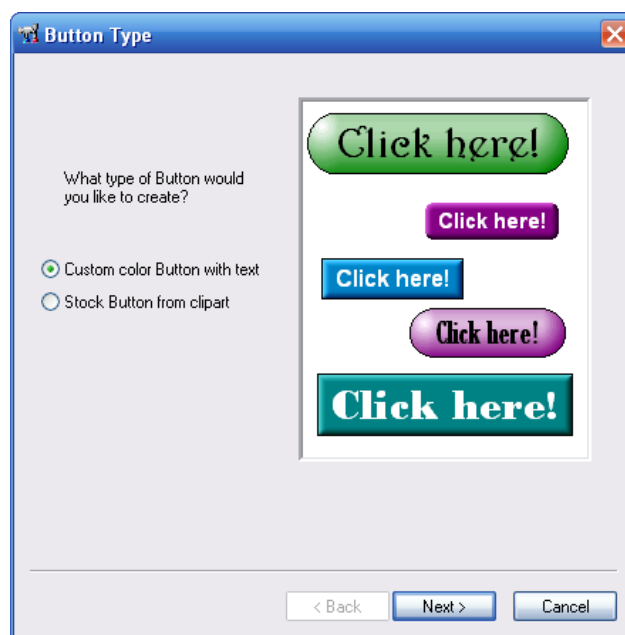 Button Type
What type of Button would
you like to create?
Custom color Button with text
Stock Button from clipart
Click here!
Click here!
Click here!
Click here!
Click here!
< Back
Next >
Cancel